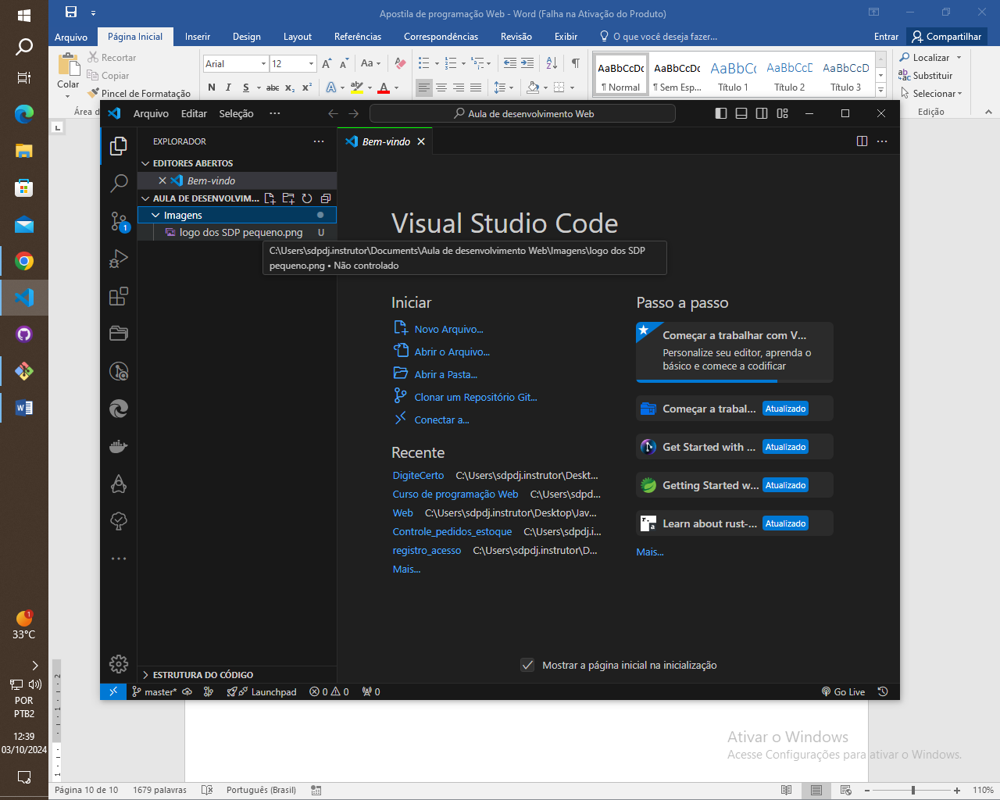 Apostila de programação Web - Word (Falha na Ativação do Produto)
Arquivo Página Inicial Inserir Design Layout Referências Correspondências Revisão Exibir O que você deseja fazer... Entrar Compartilhar
Colar
Recortar
Copiar
Pincel de Formatação
Arial 12
Aa
N I S abc x₂ x²
A ab A
AaBbCcDc AaBbCcDc AaBbC AaBbCcD AaBbCcD
¶ Normal ¶ Sem Esp... Título 1 Título 2 Título 3
Localizar
Substituir
Selecionar
Área d
Edição
Arquivo Editar Seleção ··· Aula de desenvolvimento Web
EXPLORADOR
Bem-vindo
EDITORES ABERTOS
Bem-vindo
AULA DE DESENVOLVIM...
Imagens
logo dos SDP pequeno.png U
C:\Users\sdpdj.instrutor\Documents\Aula de desenvolvimento Web\Imagens\logo dos SDP
pequeno.png • Não controlado
1
Visual Studio Code
Iniciar
Novo Arquivo...
Abrir o Arquivo...
Abrir a Pasta...
Clonar um Repositório Git...
Conectar a...
Recente
DigiteCerto C:\Users\sdpdj.instrutor\Deskt...
Curso de programação Web C:\Users\sdpd...
Web C:\Users\sdpdj.instrutor\Desktop\Jav...
Controle_pedidos_estoque C:\Users\sdpdj.i...
registro_acesso C:\Users\sdpdj.instrutor\D...
Mais...
Passo a passo
Começar a trabalhar com V...
Personalize seu editor, aprenda o
básico e comece a codificar
Começar a trabal... Atualizado
Get Started with ... Atualizado
Getting Started w... Atualizado
Learn about rust-... Atualizado
Mais...
Mostrar a página inicial na inicialização
ESTRUTURA DO CÓDIGO
master* Launchpad 0 0 0 Go Live
1
33°C
POR
PTB2
12:39
03/10/2024
Ativar o Windows
Acesse Configurações para ativar o Windows.
Página 10 de 10 1679 palavras Português (Brasil) 110%